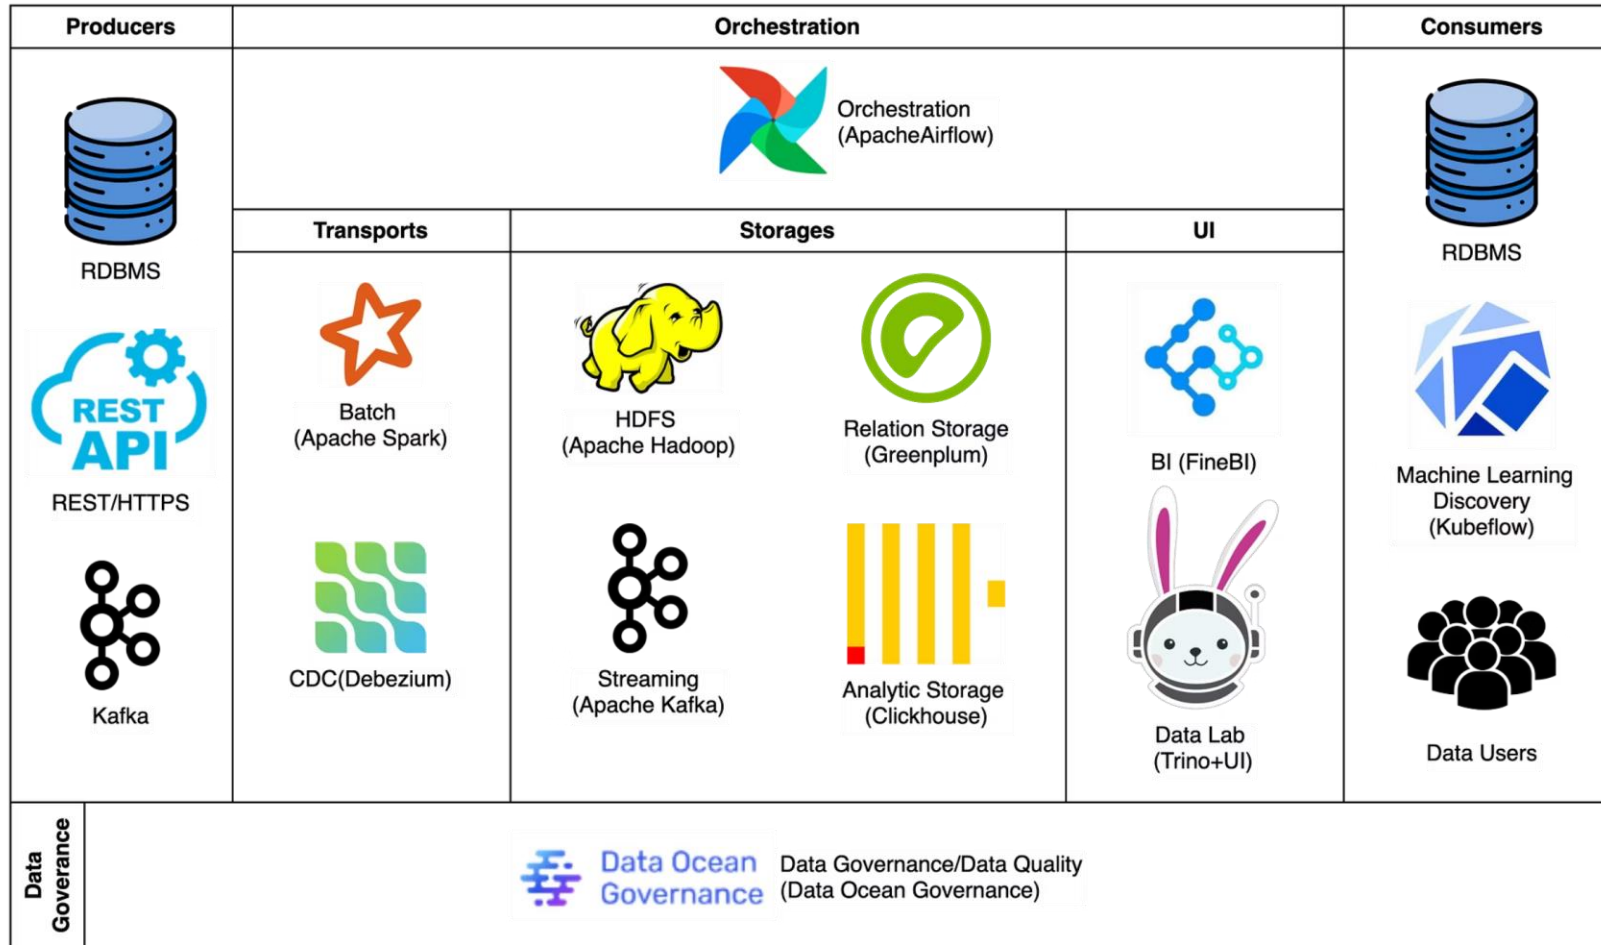 Producers
Orchestration
Consumers
RDBMS
REST
API
REST/HTTPS
Kafka
Orchestration
(ApacheAirflow)
Transports
Storages
UI
Batch
(Apache Spark)
CDC(Debezium)
HDFS
(Apache Hadoop)
Relation Storage
(Greenplum)
Streaming
(Apache Kafka)
Analytic Storage
(Clickhouse)
BI (FineBI)
Data Lab
(Trino+UI)
RDBMS
Machine Learning
Discovery
(Kubeflow)
Data Users
Data
Goverance
Data Ocean
Governance
Data Governance/Data Quality
(Data Ocean Governance)